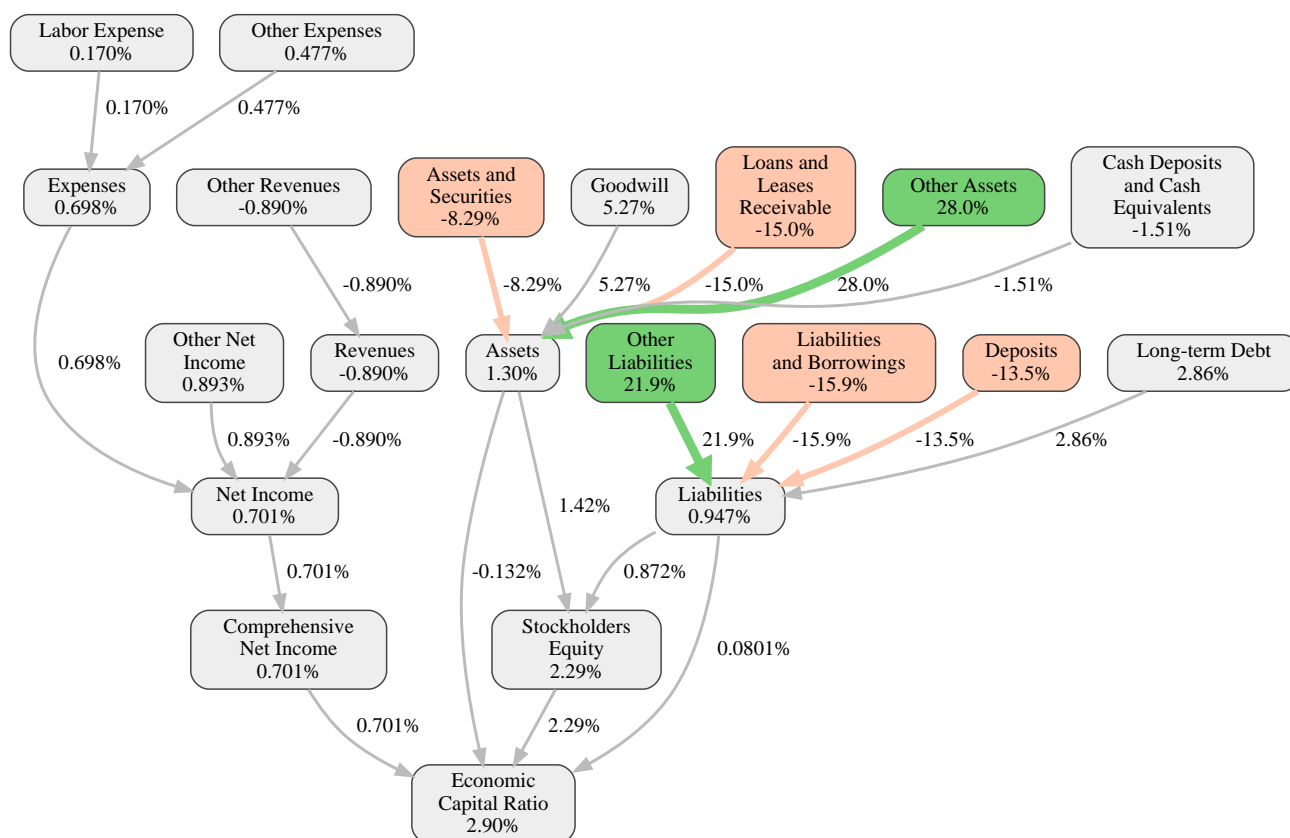 Labor Expense
0.170%
Other Expenses
0.477%
0.170%
0.477%
Expenses
0.698%
Other Revenues
-0.890%
Assets and
Securities
-8.29%
Goodwill
5.27%
Loans and
Leases
Receivable
-15.0%
Other Assets
28.0%
Cash Deposits
and Cash
Equivalents
-1.51%
-0.890%
-8.29%
5.27%
-15.0%
28.0%
-1.51%
0.698%
Other Net
Income
0.893%
Revenues
-0.890%
Assets
1.30%
Other
Liabilities
21.9%
Liabilities
and Borrowings
-15.9%
Deposits
-13.5%
Long-term Debt
2.86%
0.893%
-0.890%
21.9%
-15.9%
-13.5%
2.86%
Net Income
0.701%
1.42%
Liabilities
0.947%
0.701%
-0.132%
0.872%
Comprehensive
Net Income
0.701%
Stockholders
Equity
2.29%
0.0801%
0.701%
2.29%
Economic
Capital Ratio
2.90%